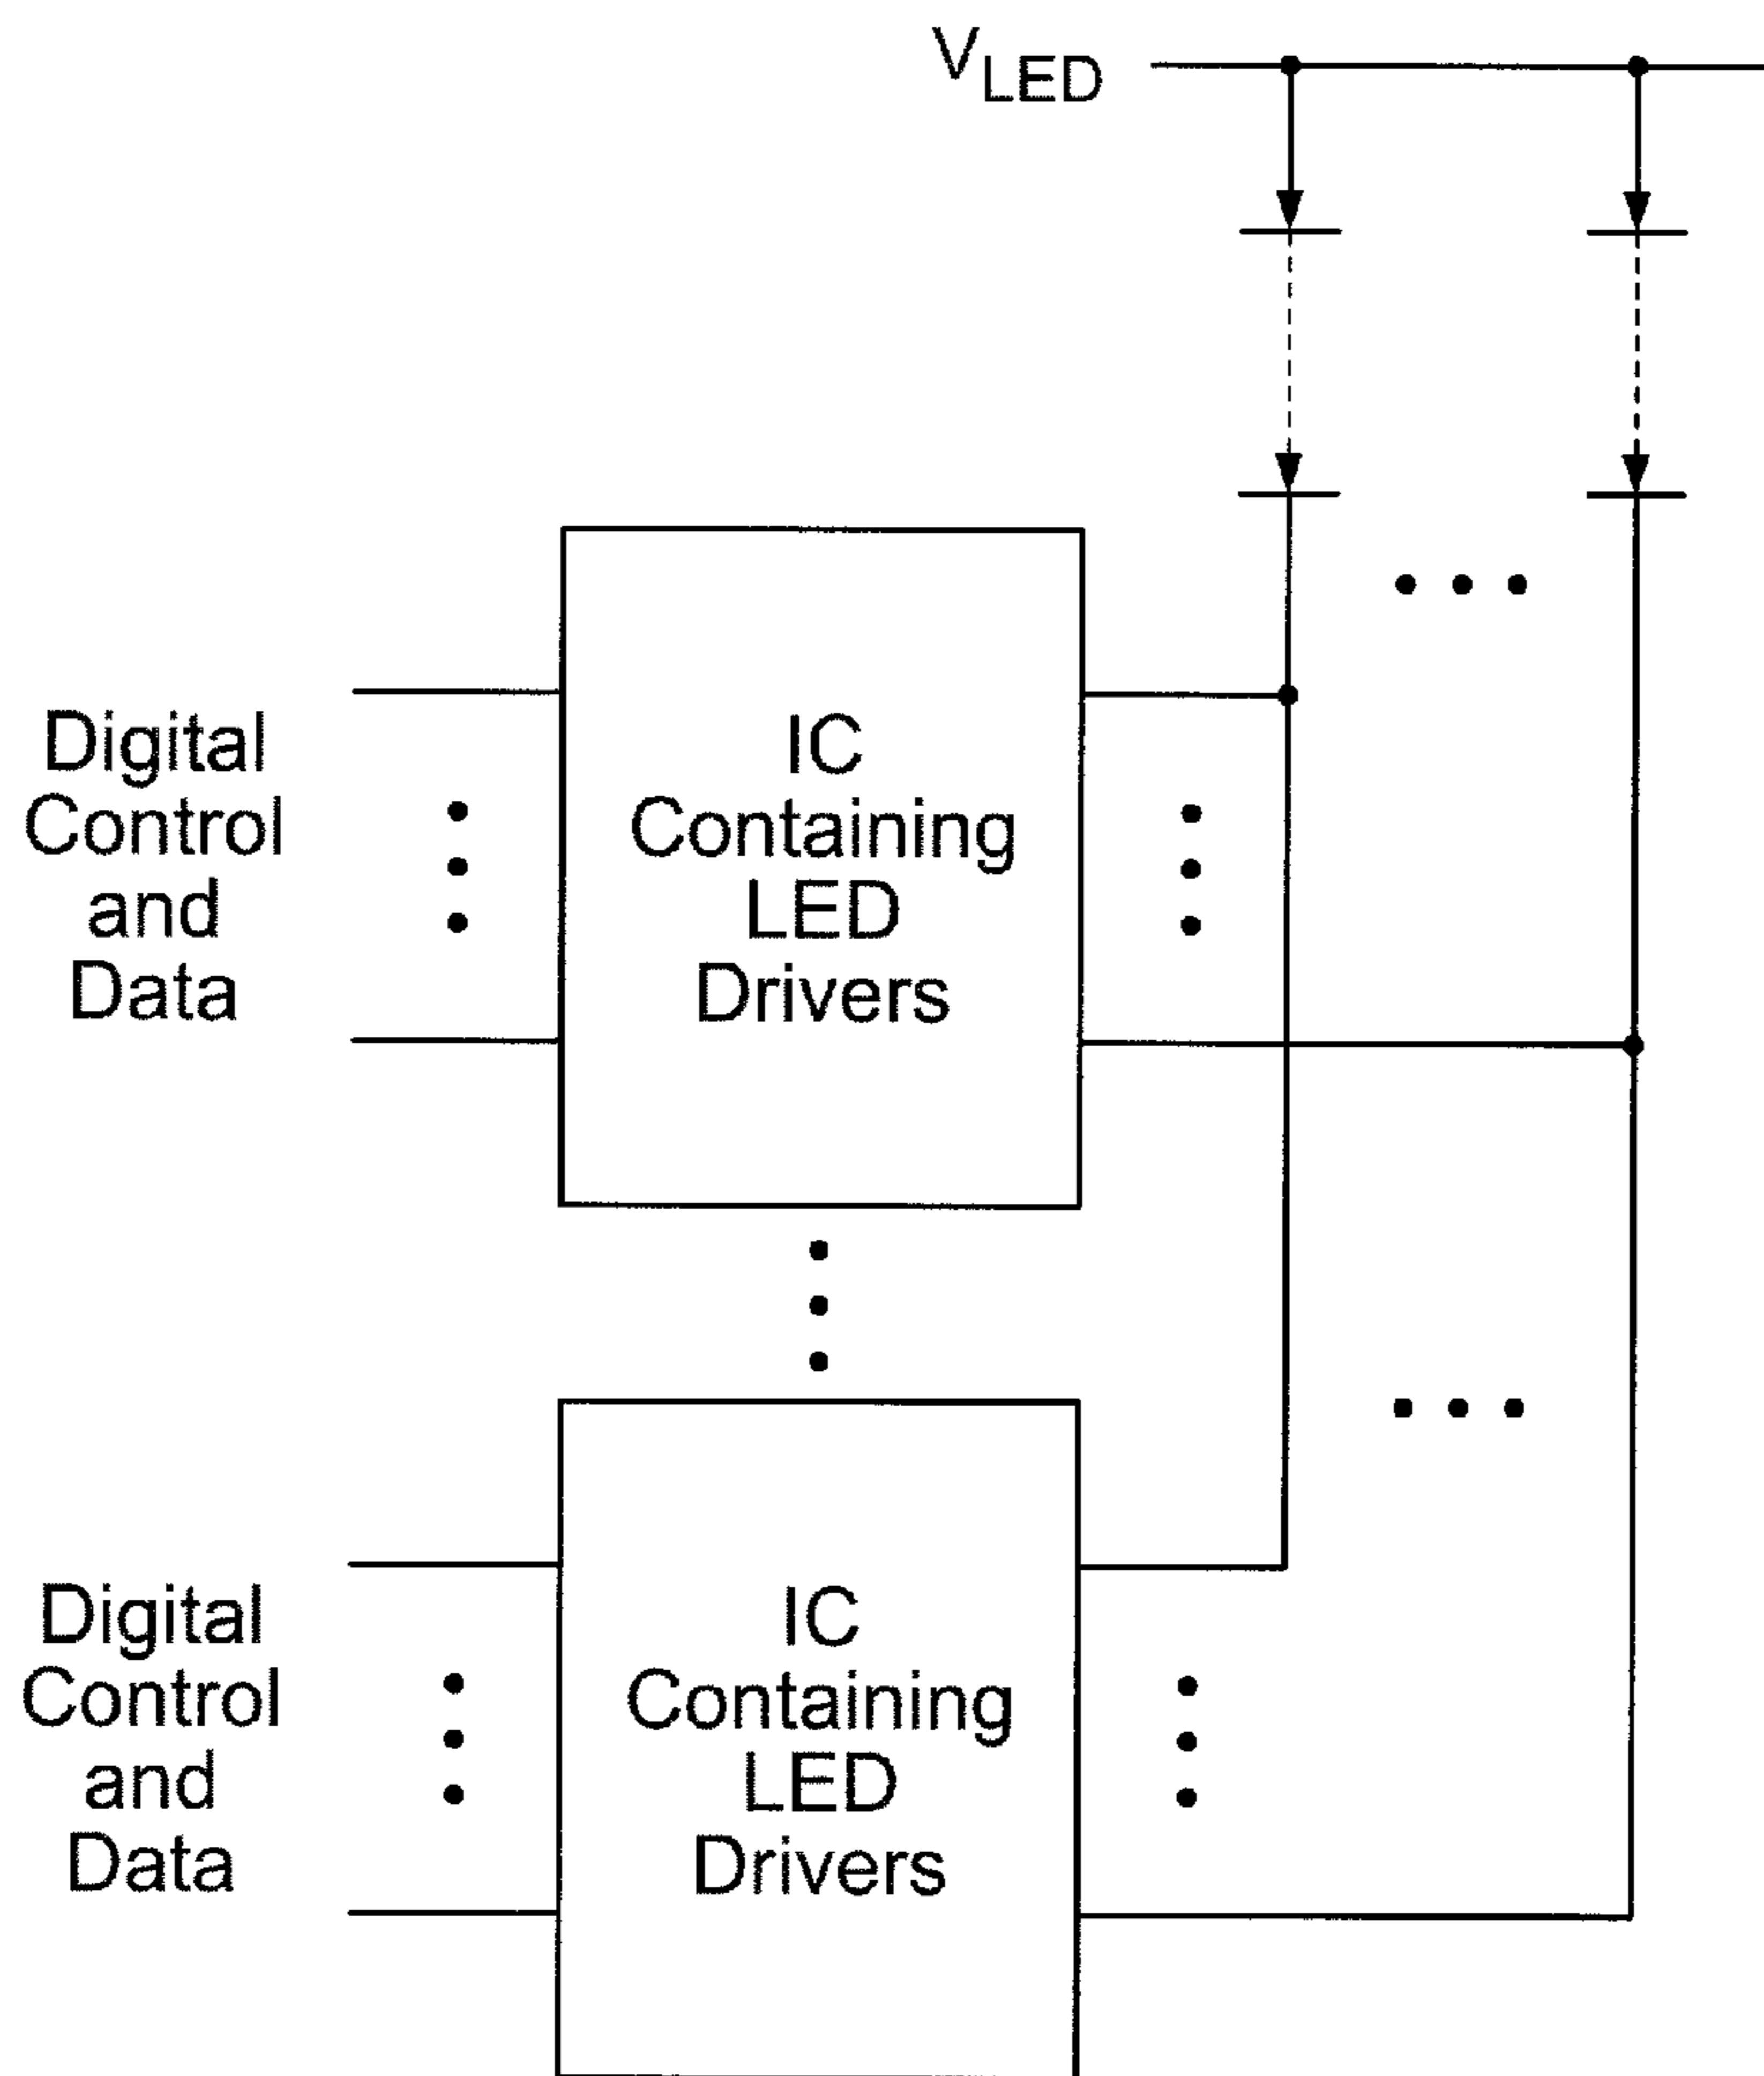 VLED
Digital
Control
and
Data
IC
Containing
LED
Drivers
Digital
Control
and
Data
IC
Containing
LED
Drivers